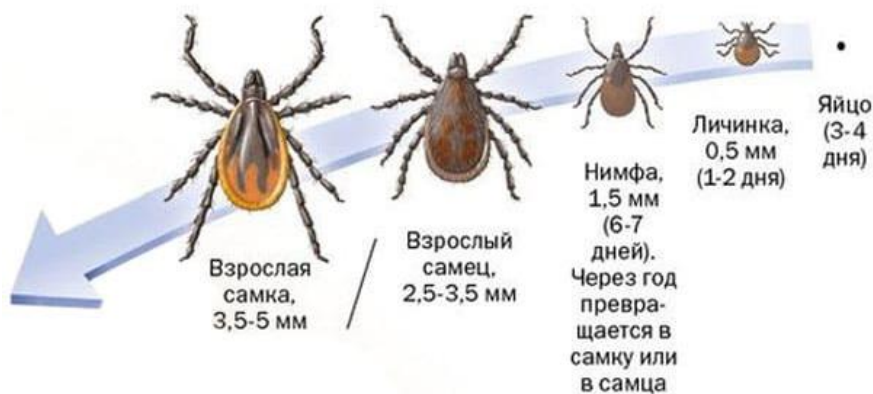 Взрослая
самка,
3,5-5 мм
Взрослый
самец,
2,5-3,5 мм
Нимфа,
1,5 мм
(6-7
дней).
Через год
превра-
щается в
самку или
в самца
Личинка,
0,5 мм
(1-2 дня)
Яйцо
(3-4
дня)